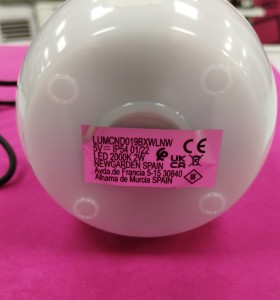 LUMCND019BXWLNW
5V ⎓ IP54 01/22
LED 2000K 2W
NEWGARDEN SPAIN
Avda.de Francia 5-15 30640
Alhama de Murcia SPAIN
CE
UK
CA